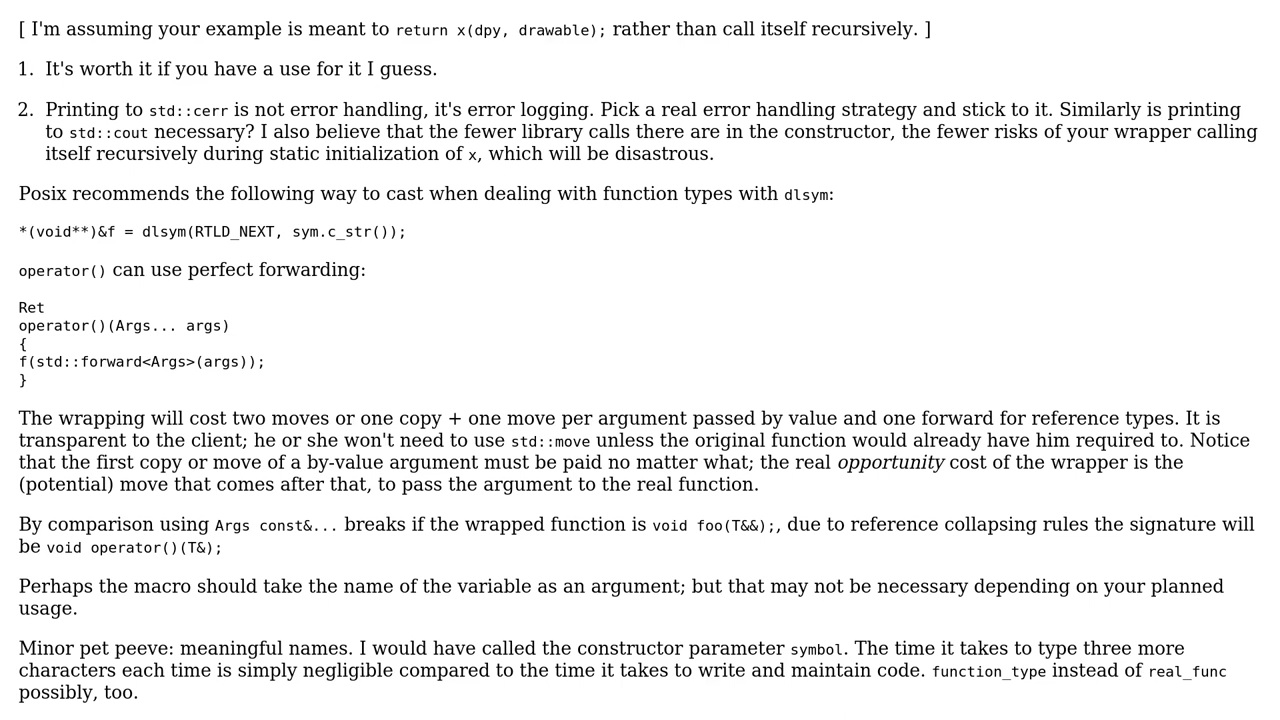 [ I'm assuming your example is meant to return x(dpy, drawable); rather than call itself recursively. ]
1. It's worth it if you have a use for it I guess.
2. Printing to std::cerr is not error handling, it's error logging. Pick a real error handling strategy and stick to it. Similarly is printing
to std::cout necessary? I also believe that the fewer library calls there are in the constructor, the fewer risks of your wrapper calling
itself recursively during static initialization of x, which will be disastrous.
Posix recommends the following way to cast when dealing with function types with dlsym:
*(void**)&f = dlsym(RTLD_NEXT, sym.c_str());
operator() can use perfect forwarding:
Ret
operator()(Args... args)
{
f(std::forward<Args>(args));
}
The wrapping will cost two moves or one copy + one move per argument passed by value and one forward for reference types. It is
transparent to the client; he or she won't need to use std::move unless the original function would already have him required to. Notice
that the first copy or move of a by-value argument must be paid no matter what; the real opportunity cost of the wrapper is the
(potential) move that comes after that, to pass the argument to the real function.
By comparison using Args const&... breaks if the wrapped function is void foo(T&&);, due to reference collapsing rules the signature will
be void operator()(T&);
Perhaps the macro should take the name of the variable as an argument; but that may not be necessary depending on your planned
usage.
Minor pet peeve: meaningful names. I would have called the constructor parameter symbol. The time it takes to type three more
characters each time is simply negligible compared to the time it takes to write and maintain code. function_type instead of real_func
possibly, too.